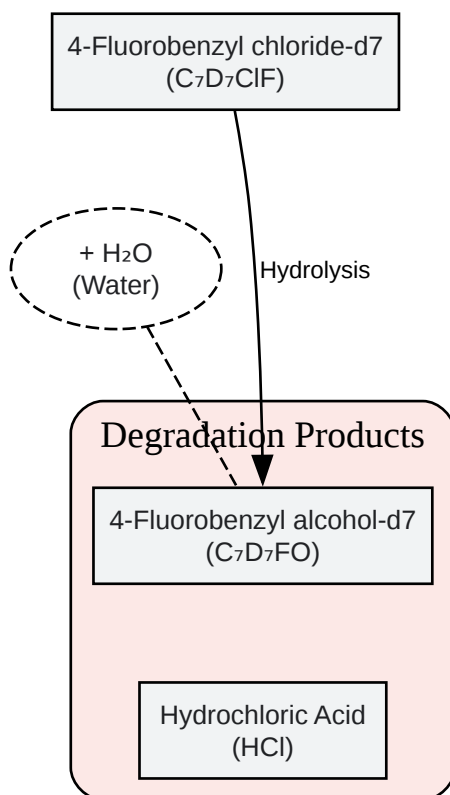 4-Fluorobenzyl chloride-d7
(C₇D₇ClF)
+ H₂O
(Water)
Hydrolysis
Degradation Products
4-Fluorobenzyl alcohol-d7
(C₇D₇FO)
Hydrochloric Acid
(HCl)